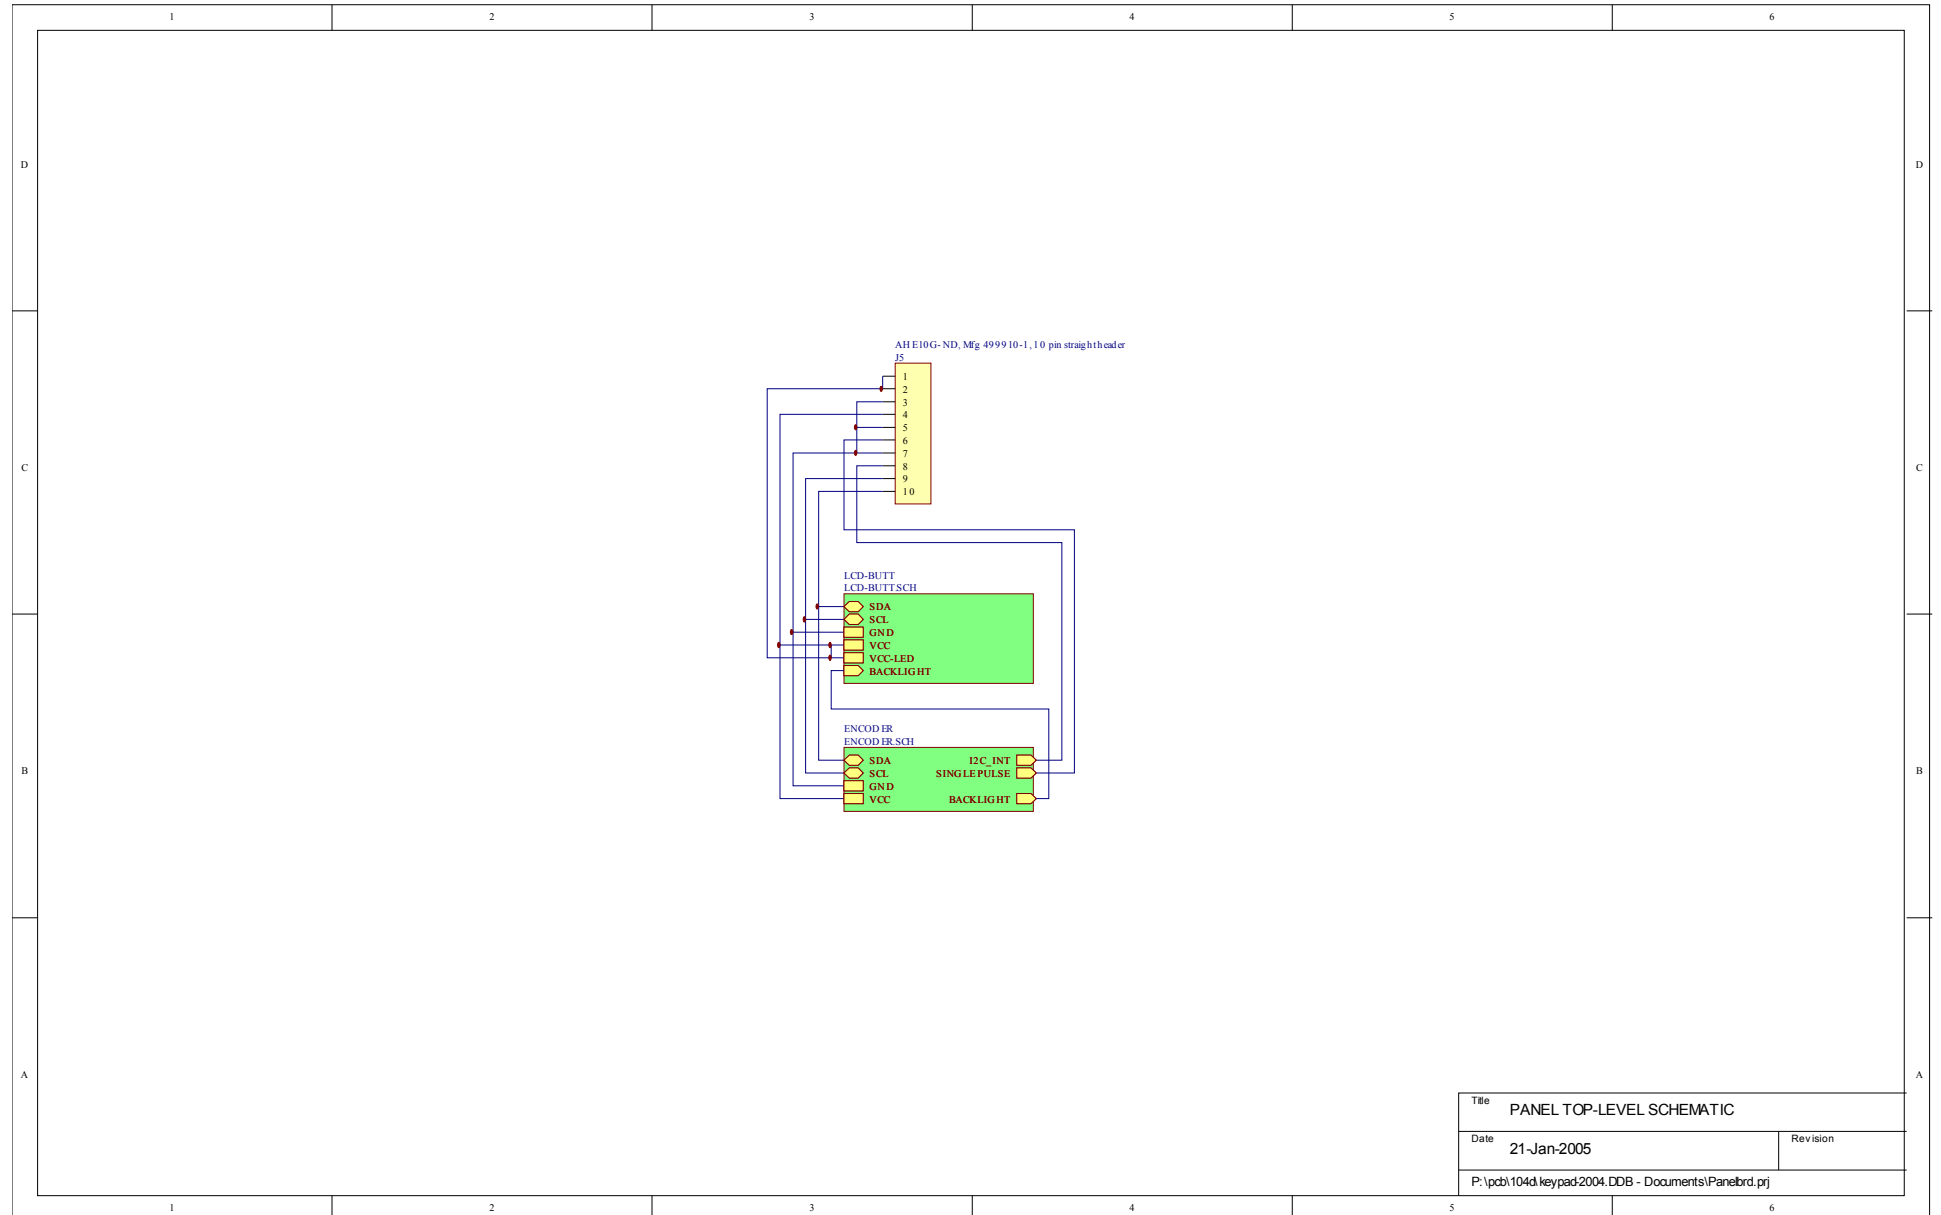 1 2 3 4 5 6
D D
AHE10G-ND, Mfg 499910-1, 10 pin straight header
J5
1
2
3
4
5
6
7
8
9
10
C C
LCD-BUTT
LCD-BUTT.SCH
SDA
SCL
GND
VCC
VCC-LED
BACKLIGHT
ENCODER
ENCODER.SCH
SDA I2C_INT
SCL SINGLEPULSE
GND
VCC BACKLIGHT
B B
A A
Title PANEL TOP-LEVEL SCHEMATIC
Date 21-Jan-2005 Revision
P:\pcb\104d\keypad-2004.DDB - Documents\Panelbrd.prj
1 2 3 4 5 6